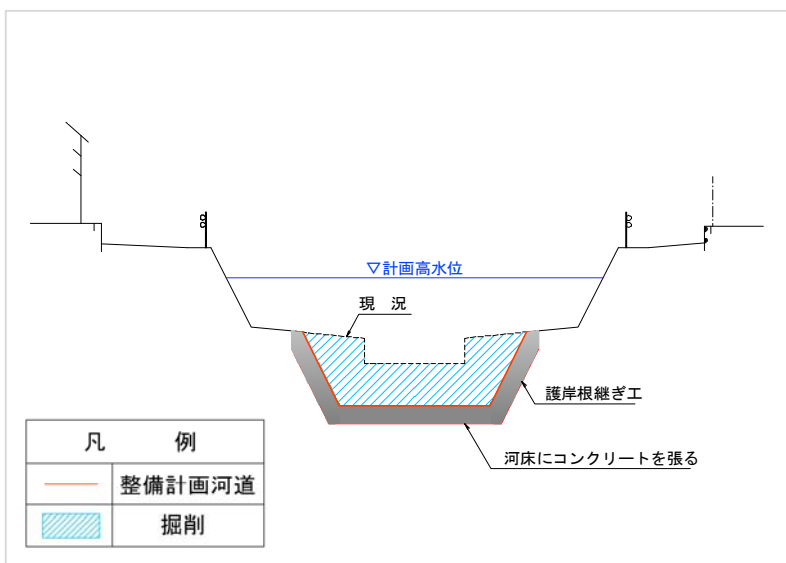 ▽計画高水位
現 況
護岸根継ぎ工
河床にコンクリートを張る
凡 例
整備計画河道
掘削